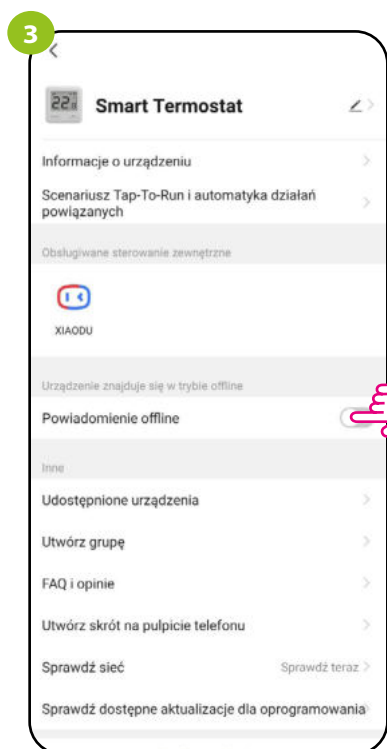 3
22
Smart Termostat
Informacje o urządzeniu
Scenariusz Tap-To-Run i automatyka działań
powiązanych
Obsługiwane sterowanie zewnętrzne
XIAODU
Urządzenie znajduje się w trybie offline
Powiadomienie offline
Inne
Udostępnione urządzenia
Utwórz grupę
FAQ i opinie
Utwórz skrót na pulpicie telefonu
Sprawdź sieć Sprawdź teraz
Sprawdź dostępne aktualizacje dla oprogramowania